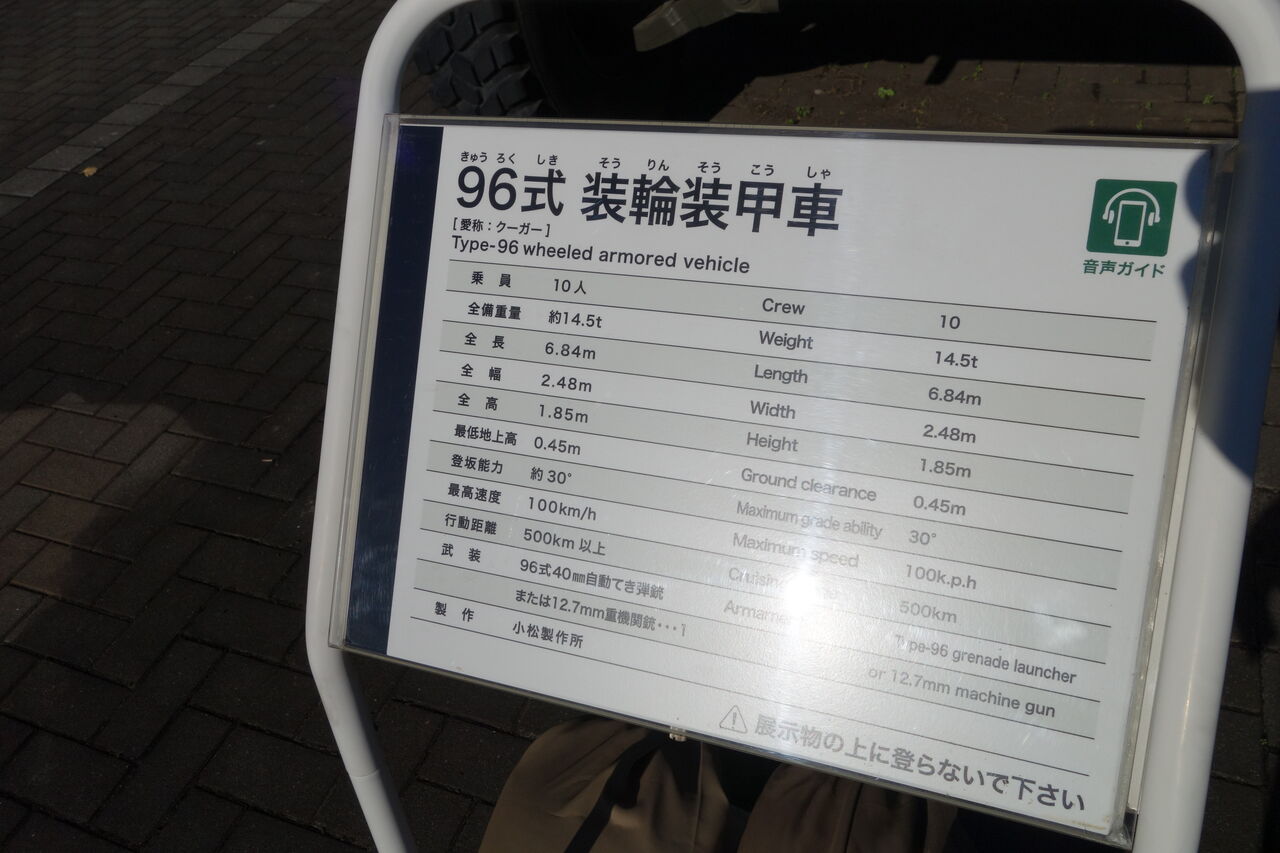 きゅう ろく しき そう りん そう こう しゃ
96式 装輪装甲車
[愛称：クーガー]
Type-96 wheeled armored vehicle
音声ガイド
乗員 10人 Crew 10
全備重量 約14.5t Weight 14.5t
全長 6.84m Length 6.84m
全幅 2.48m Width 2.48m
全高 1.85m Height 1.85m
最低地上高 0.45m Ground clearance 0.45m
登坂能力 約30° Maximum grade ability 30°
最高速度 100km/h Maximum speed 100k.p.h
行動距離 500km以上 500km
武装 96式40mm自動てき弾銃 Type-96 grenade launcher
または12.7mm重機関銃･･･1 or 12.7mm machine gun
製作 小松製作所
展示物の上に登らないで下さい